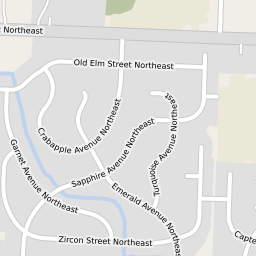 t Northeast
Old Elm Street Northeast
Crabapple Avenue Northeast
Sapphire Avenue Northeast
Turquoise Avenue Northeast
Garnet Avenue Northeast
Emerald Avenue Northeast
Zircon Street Northeast
Capte